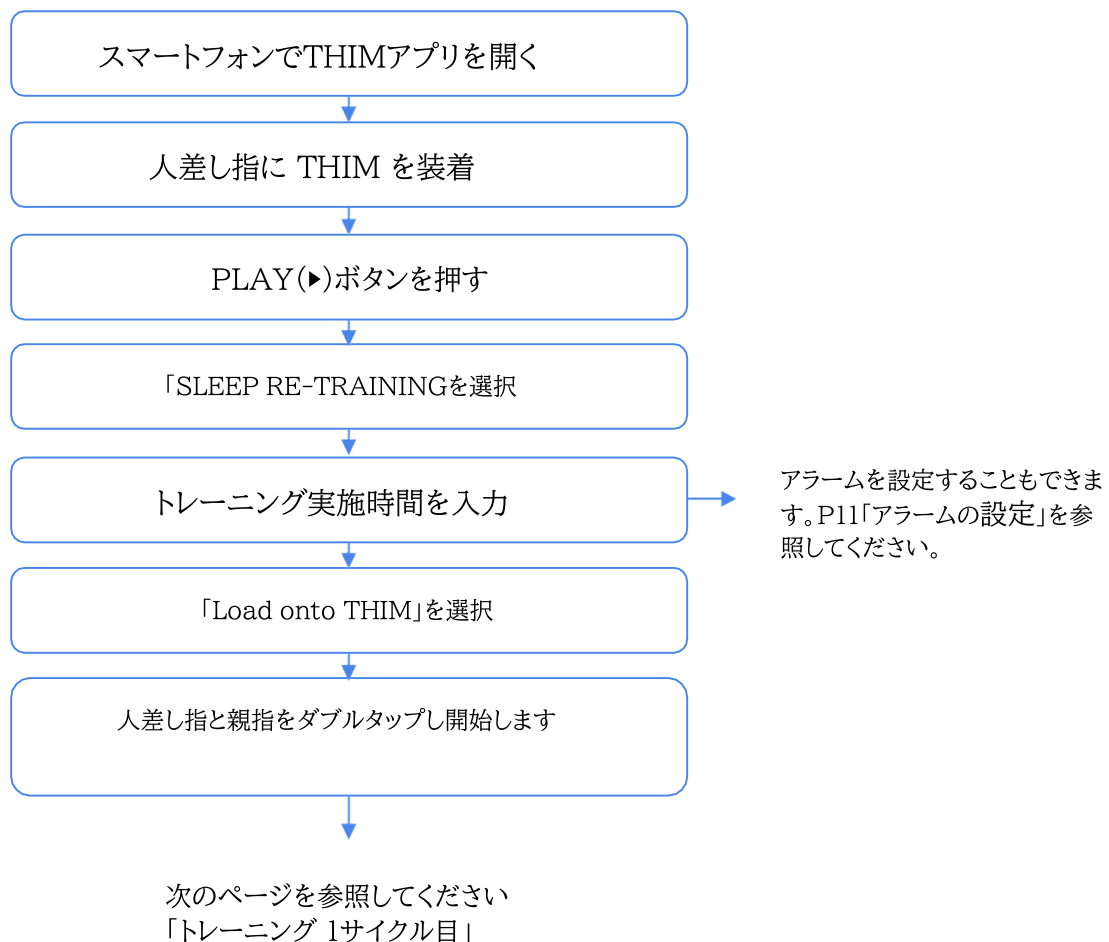 スマートフォンでTHIMアプリを開く
人差し指に THIM を装着
PLAY(▶)ボタンを押す
「SLEEP RE-TRAININGを選択
トレーニング実施時間を入力
アラームを設定することもできま
す。P11「アラームの設定」を参
照してください。
「Load onto THIM」を選択
人差し指と親指をダブルタップし開始します
次のページを参照してください
「トレーニング 1サイクル目」